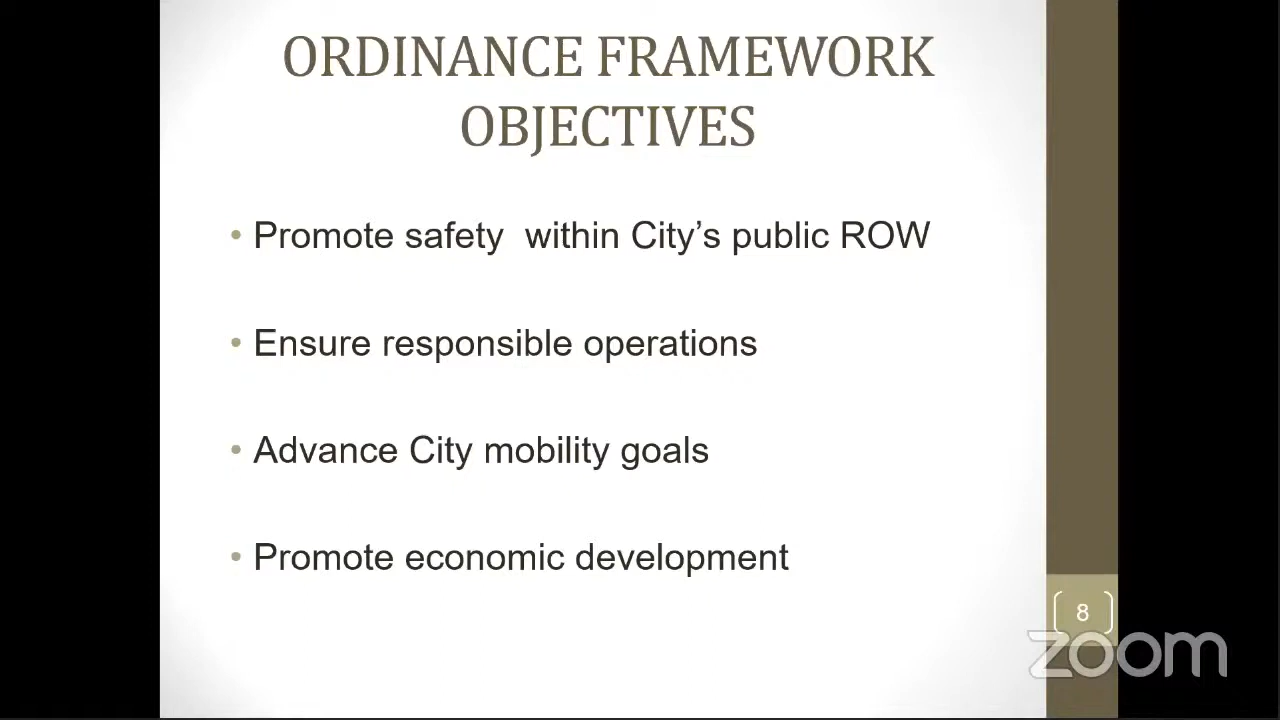 ORDINANCE FRAMEWORK
OBJECTIVES
• Promote safety  within City’s public ROW
• Ensure responsible operations
• Advance City mobility goals
• Promote economic development
8
zoom